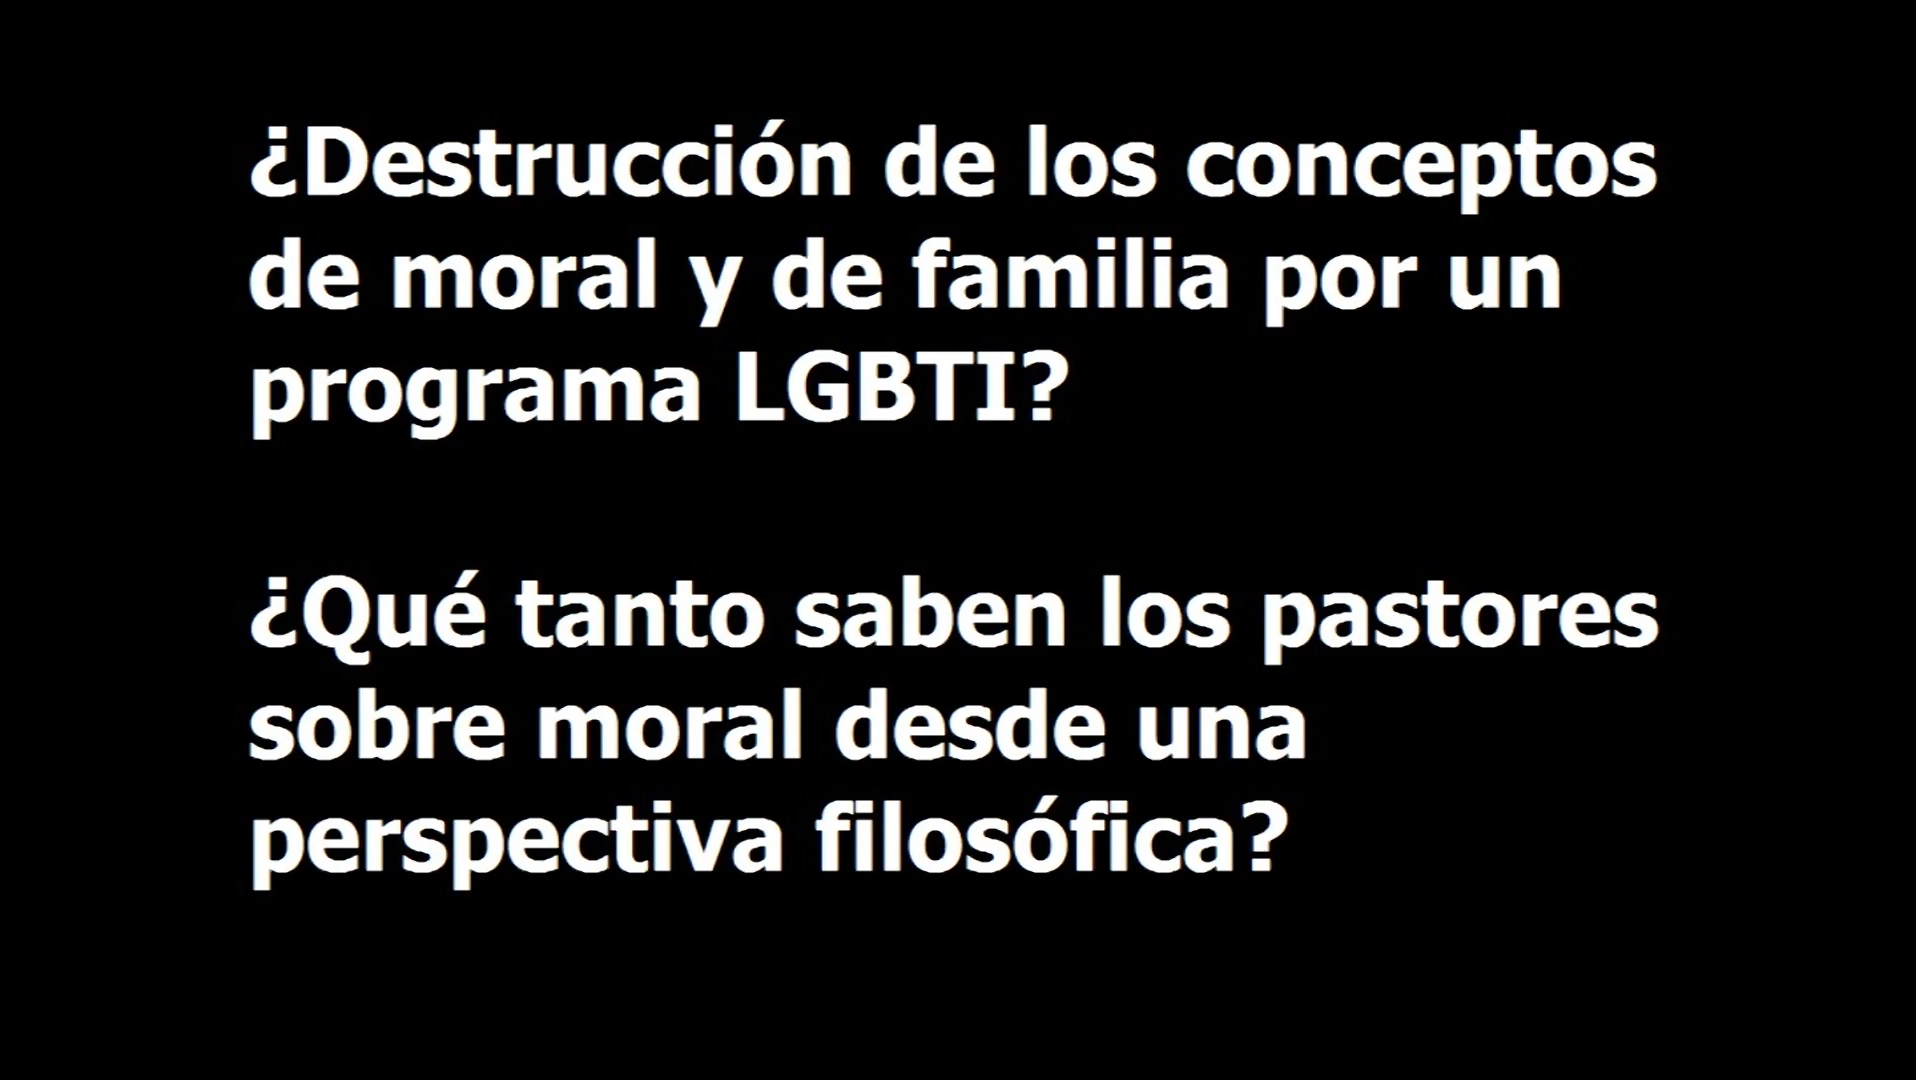 ¿Destrucción de los conceptos
de moral y de familia por un
programa LGBTI?
¿Qué tanto saben los pastores
sobre moral desde una
perspectiva filosófica?